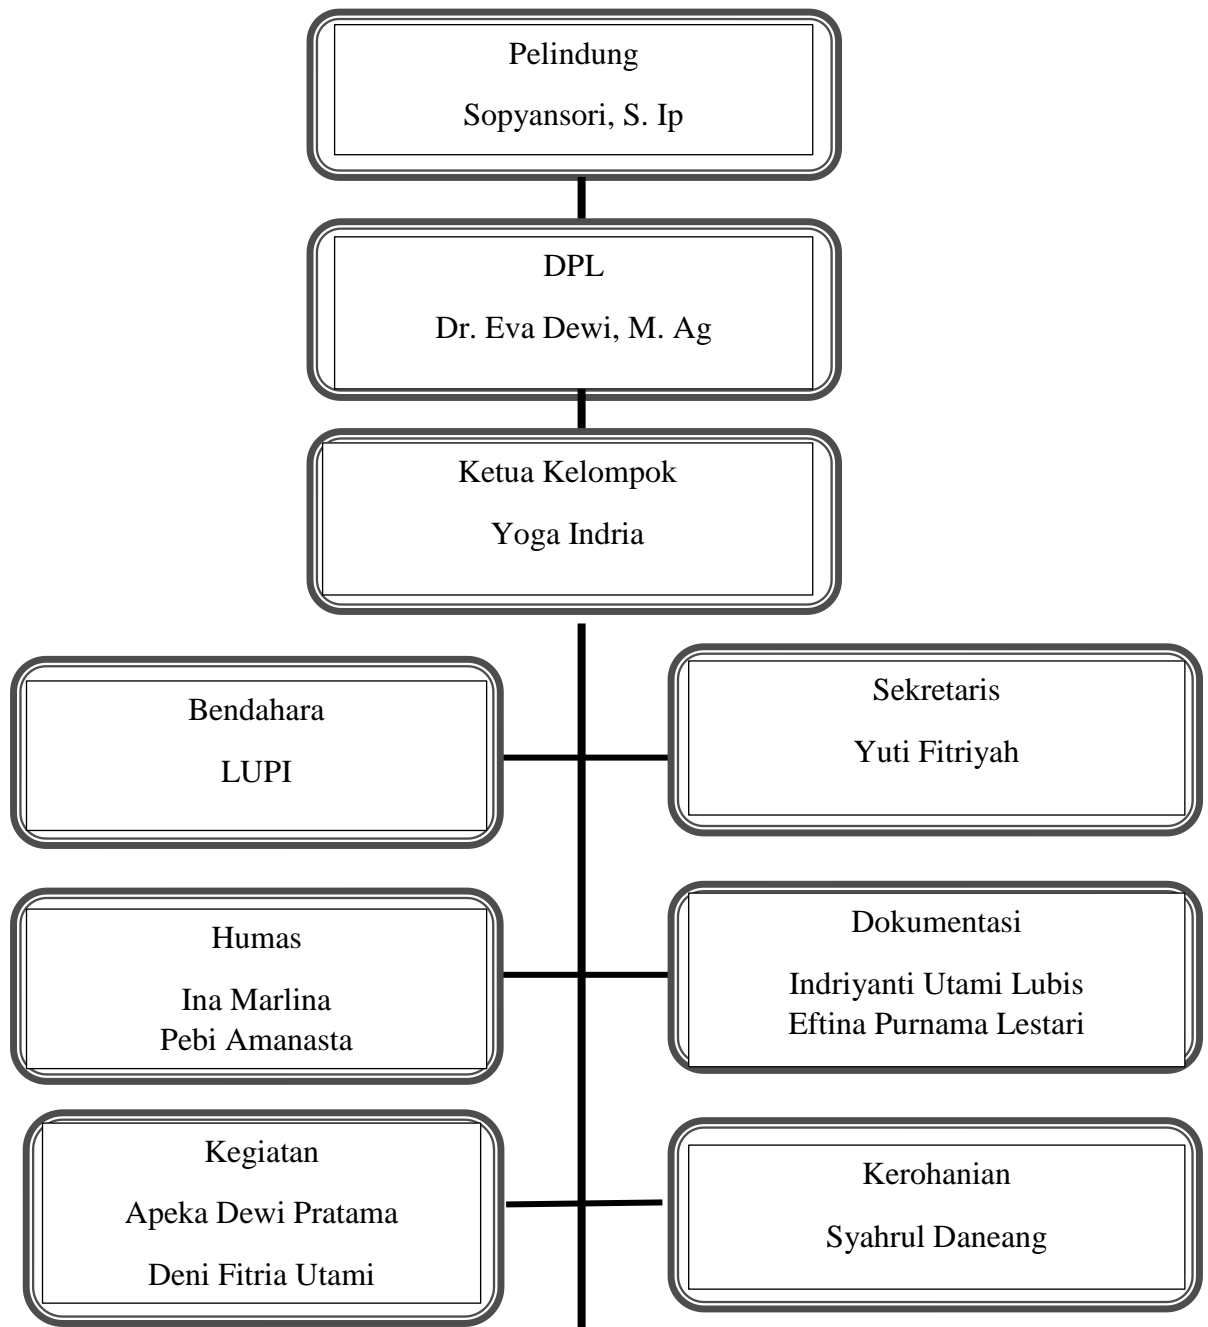 Pelindung
Sopyansori, S. Ip
DPL
Dr. Eva Dewi, M. Ag
Ketua Kelompok
Yoga Indria
Bendahara
LUPI
Sekretaris
Yuti Fitriyah
Humas
Ina Marlina
Pebi Amanasta
Dokumentasi
Indriyanti Utami Lubis
Eftina Purnama Lestari
Kegiatan
Apeka Dewi Pratama
Deni Fitria Utami
Kerohanian
Syahrul Daneang